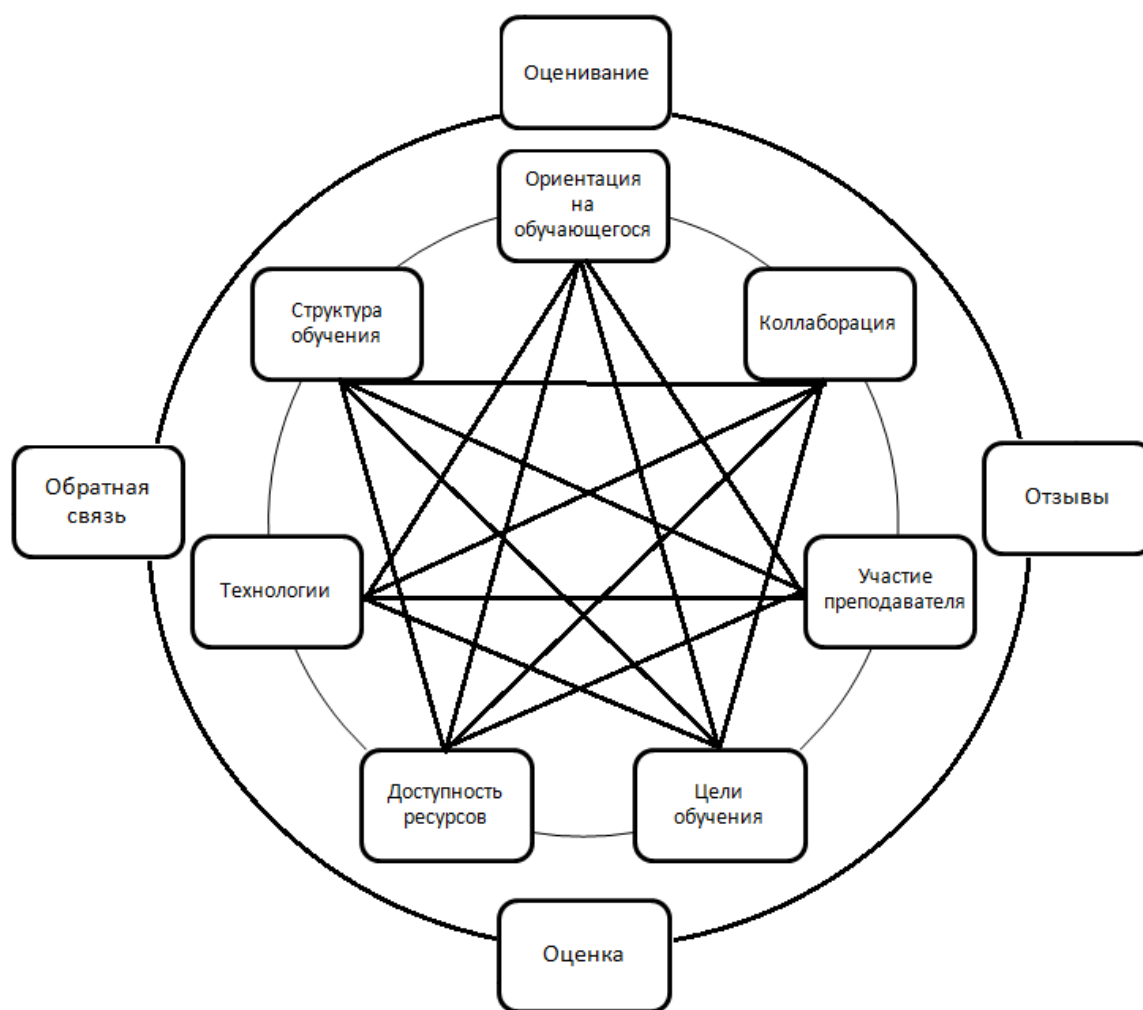 Оценивание
Ориентация
на
обучающегося
Структура
обучения
Коллаборация
Обратная
связь
Отзывы
Технологии
Участие
преподавателя
Доступность
ресурсов
Цели
обучения
Оценка